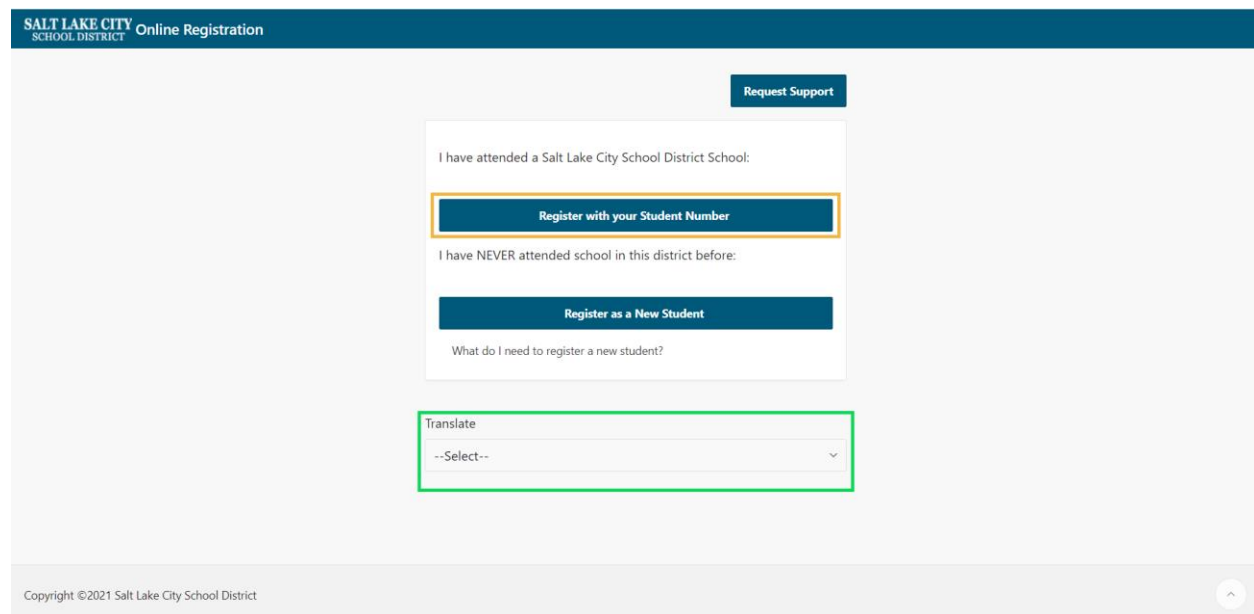 SALT LAKE CITY
SCHOOL DISTRICT
Online Registration
Request Support
I have attended a Salt Lake City School District School:
Register with your Student Number
I have NEVER attended school in this district before:
Register as a New Student
What do I need to register a new student?
Translate
--Select--
Copyright ©2021 Salt Lake City School District